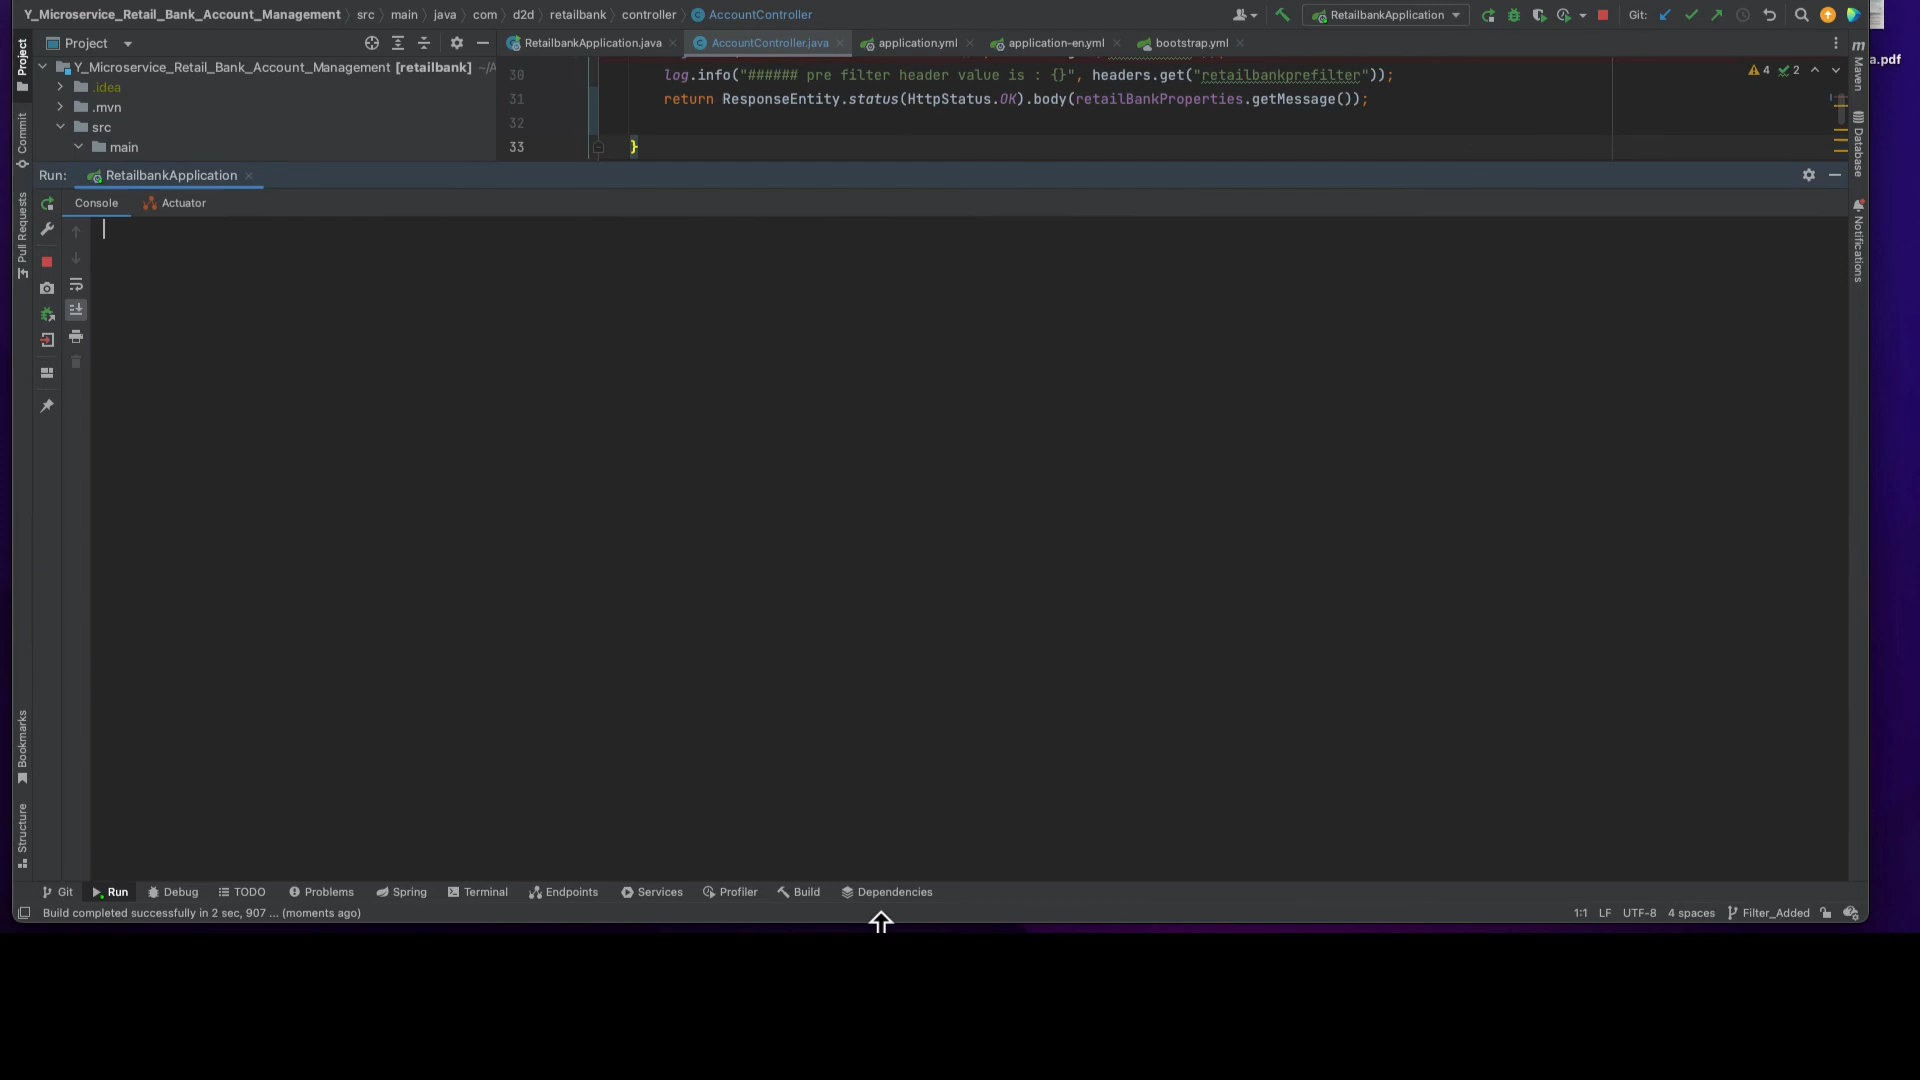 Y_Microservice_Retail_Bank_Account_Management src main java com d2d retailbank controller AccountController
RetailbankApplication Git:
Project RetailbankApplication.java AccountController.java application.yml application-en.yml bootstrap.yml
a.pdf
Y_Microservice_Retail_Bank_Account_Management [retailbank] ~/A
.idea
.mvn
src
main
30 log.info("###### pre filter header value is : {}", headers.get("retailbankprefilter"));
31 return ResponseEntity.status(HttpStatus.OK).body(retailBankProperties.getMessage());
32
33 }
4 2
Run: RetailbankApplication
Console Actuator
Project
Commit
Pull Requests
Bookmarks
Structure
Maven
Database
Notifications
Git Run Debug TODO Problems Spring Terminal Endpoints Services Profiler Build Dependencies
Build completed successfully in 2 sec, 907 ... (moments ago) 1:1 LF UTF-8 4 spaces Filter_Added